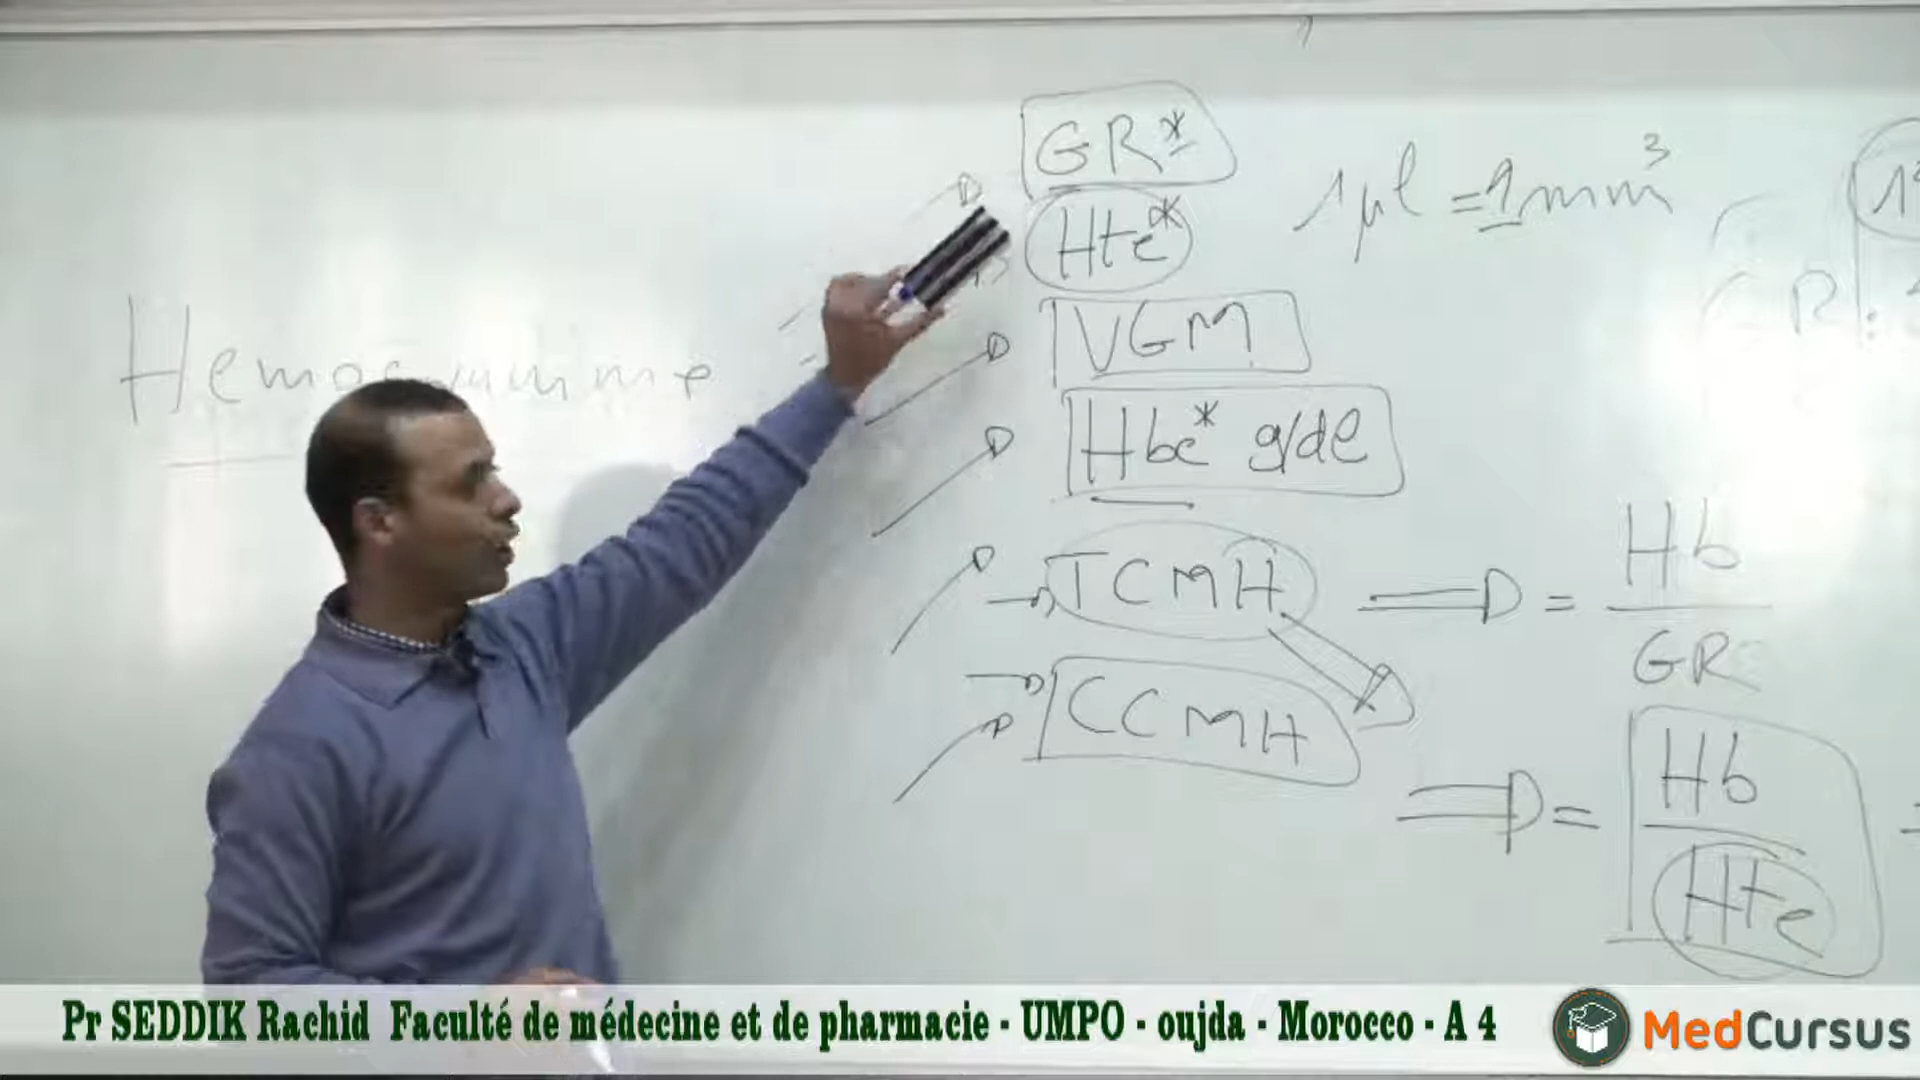 Hemogramme
GR*
Hte*
VGM
Hbe* g/dl
TCMH
CCMH
1µl = 1mm³
= Hb
GR
= Hb
Hte
Pr SEDDIK Rachid Faculté de médecine et de pharmacie - UMPO - oujda - Morocco - A 4
MedCursus